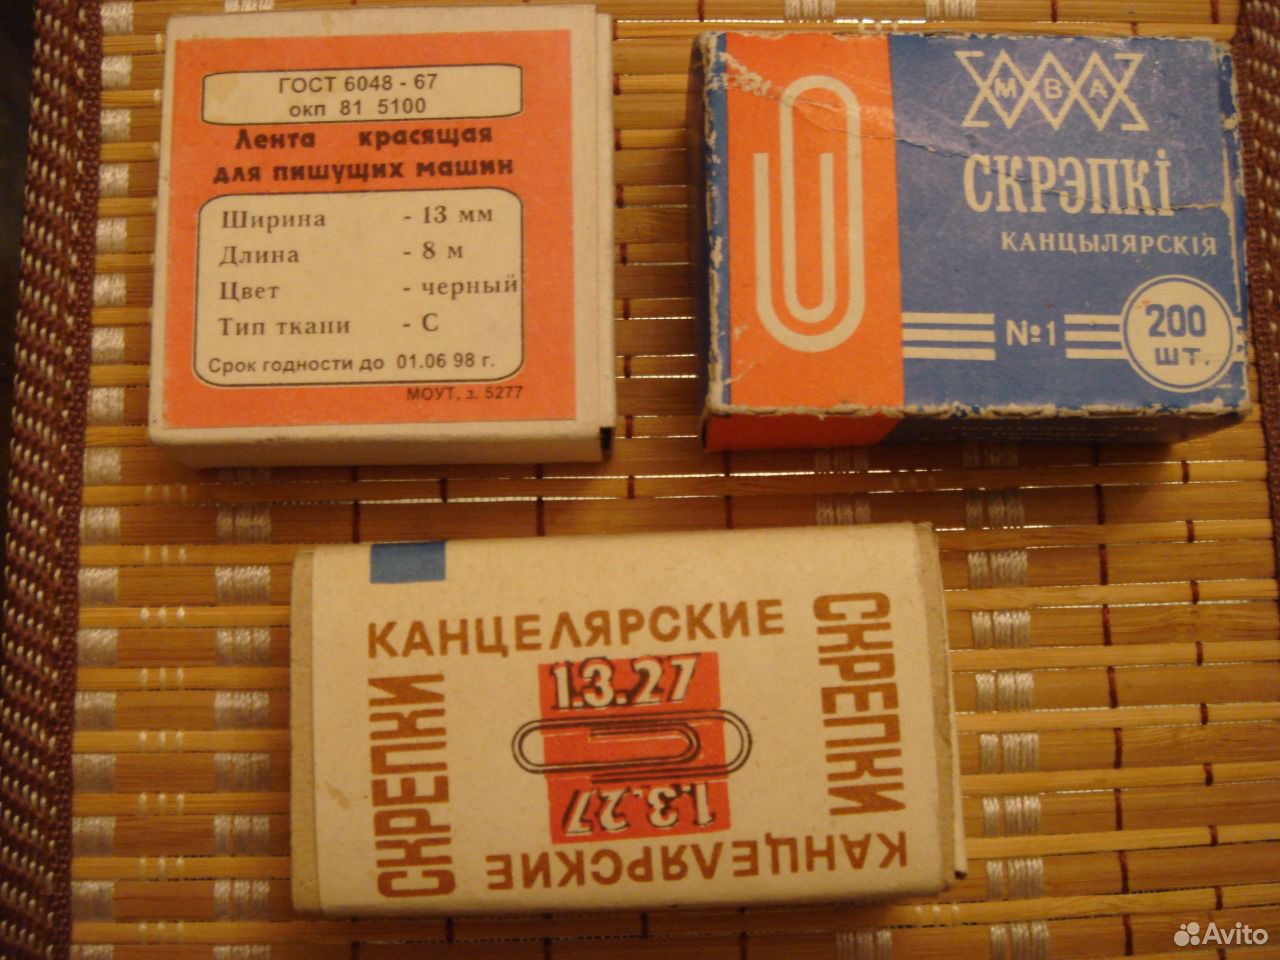 ГОСТ 6048 - 67
окп 81 5100
Лента красящая
для пишущих машин
Ширина - 13 мм
Длина - 8 м
Цвет - черный
Тип ткани - С
Срок годности до 01.06 98 г.
МОУТ, з. 5277
МВА
СКРЭПКІ
КАНЦЫЛЯРСКІЯ
№1
200
ШТ.
КАНЦЕЛЯРСКИЕ
СКРЕПКИ
1.3.27
1.3.27
СКРЕПКИ
КАНЦЕЛЯРСКИЕ
Avito